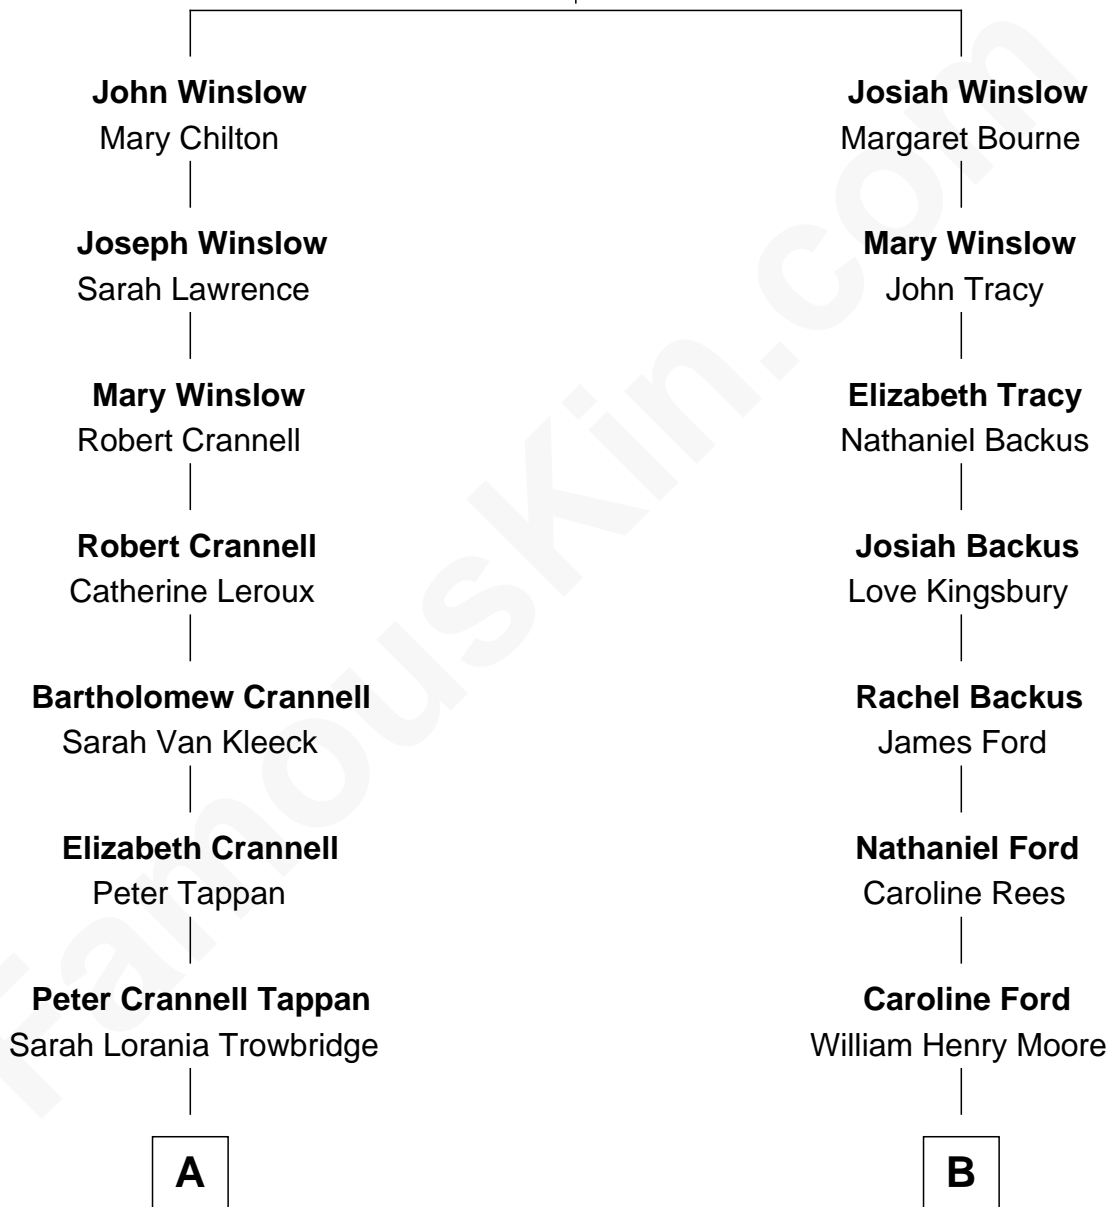 John Winslow
Mary Chilton
Joseph Winslow
Sarah Lawrence
Mary Winslow
Robert Crannell
Robert Crannell
Catherine Leroux
Bartholomew Crannell
Sarah Van Kleeck
Elizabeth Crannell
Peter Tappan
Peter Crannell Tappan
Sarah Lorania Trowbridge
A
Josiah Winslow
Margaret Bourne
Mary Winslow
John Tracy
Elizabeth Tracy
Nathaniel Backus
Josiah Backus
Love Kingsbury
Rachel Backus
James Ford
Nathaniel Ford
Caroline Rees
Caroline Ford
William Henry Moore
B
FamousKin.com